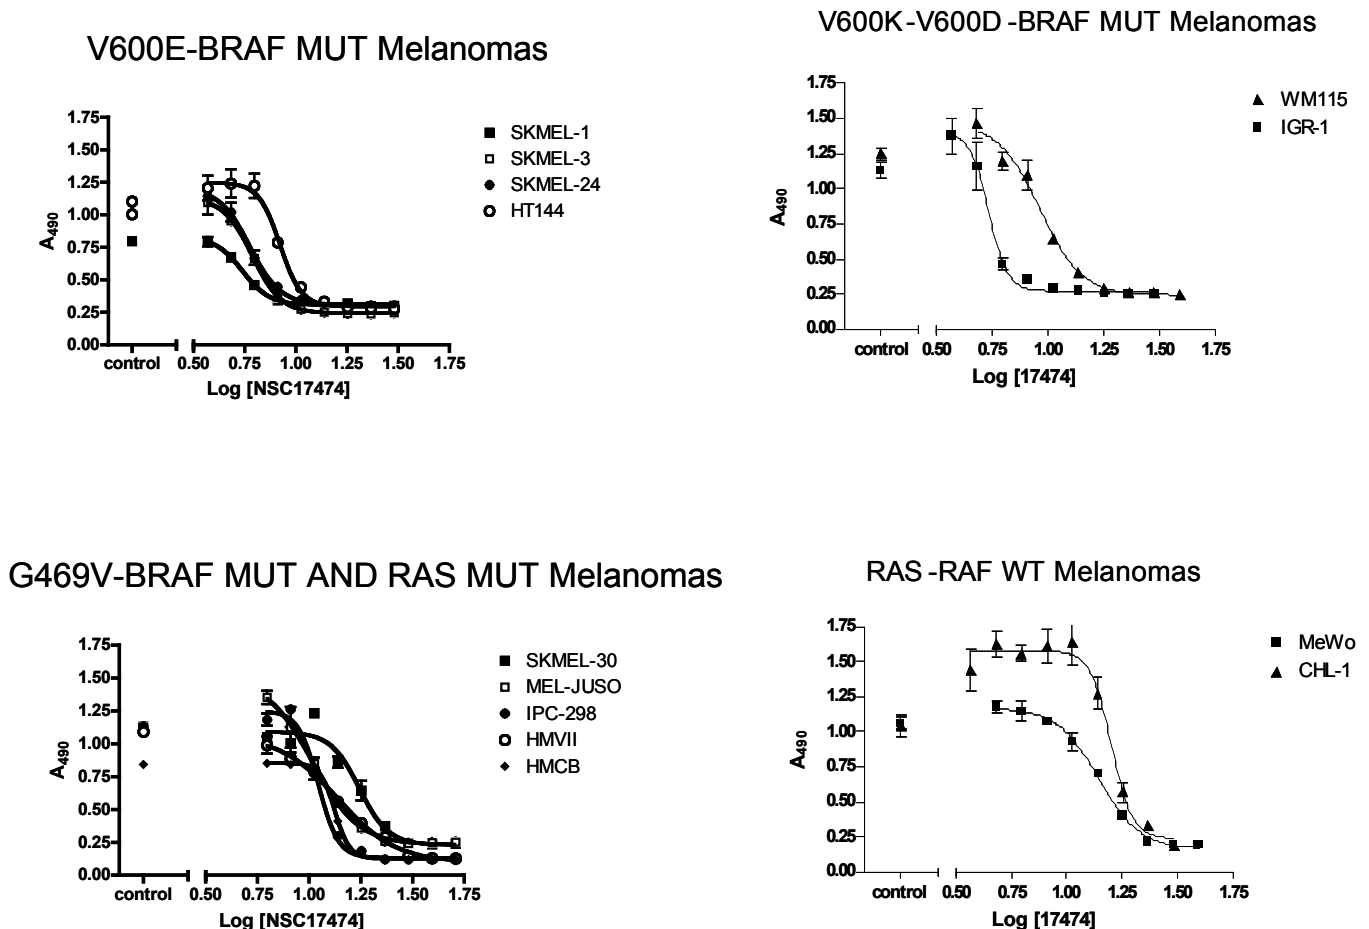 V600E-BRAF MUT Melanomas
1.75
1.50
1.25
1.00
0.75
0.50
0.25
0.00
A490
control
0.50
0.75
1.00
1.25
1.50
1.75
Log [NSC17474]
SKMEL-1
SKMEL-3
SKMEL-24
HT144
V600K-V600D-BRAF MUT Melanomas
1.75
1.50
1.25
1.00
0.75
0.50
0.25
0.00
A490
control
0.50
0.75
1.00
1.25
1.50
1.75
Log [17474]
WM115
IGR-1
G469V-BRAF MUT AND RAS MUT Melanomas
1.75
1.50
1.25
1.00
0.75
0.50
0.25
0.00
A490
control
0.50
0.75
1.00
1.25
1.50
1.75
Log [NSC17474]
SKMEL-30
MEL-JUSO
IPC-298
HMVII
HMCB
RAS-RAF WT Melanomas
1.75
1.50
1.25
1.00
0.75
0.50
0.25
0.00
A490
control
0.50
0.75
1.00
1.25
1.50
1.75
Log [17474]
MeWo
CHL-1